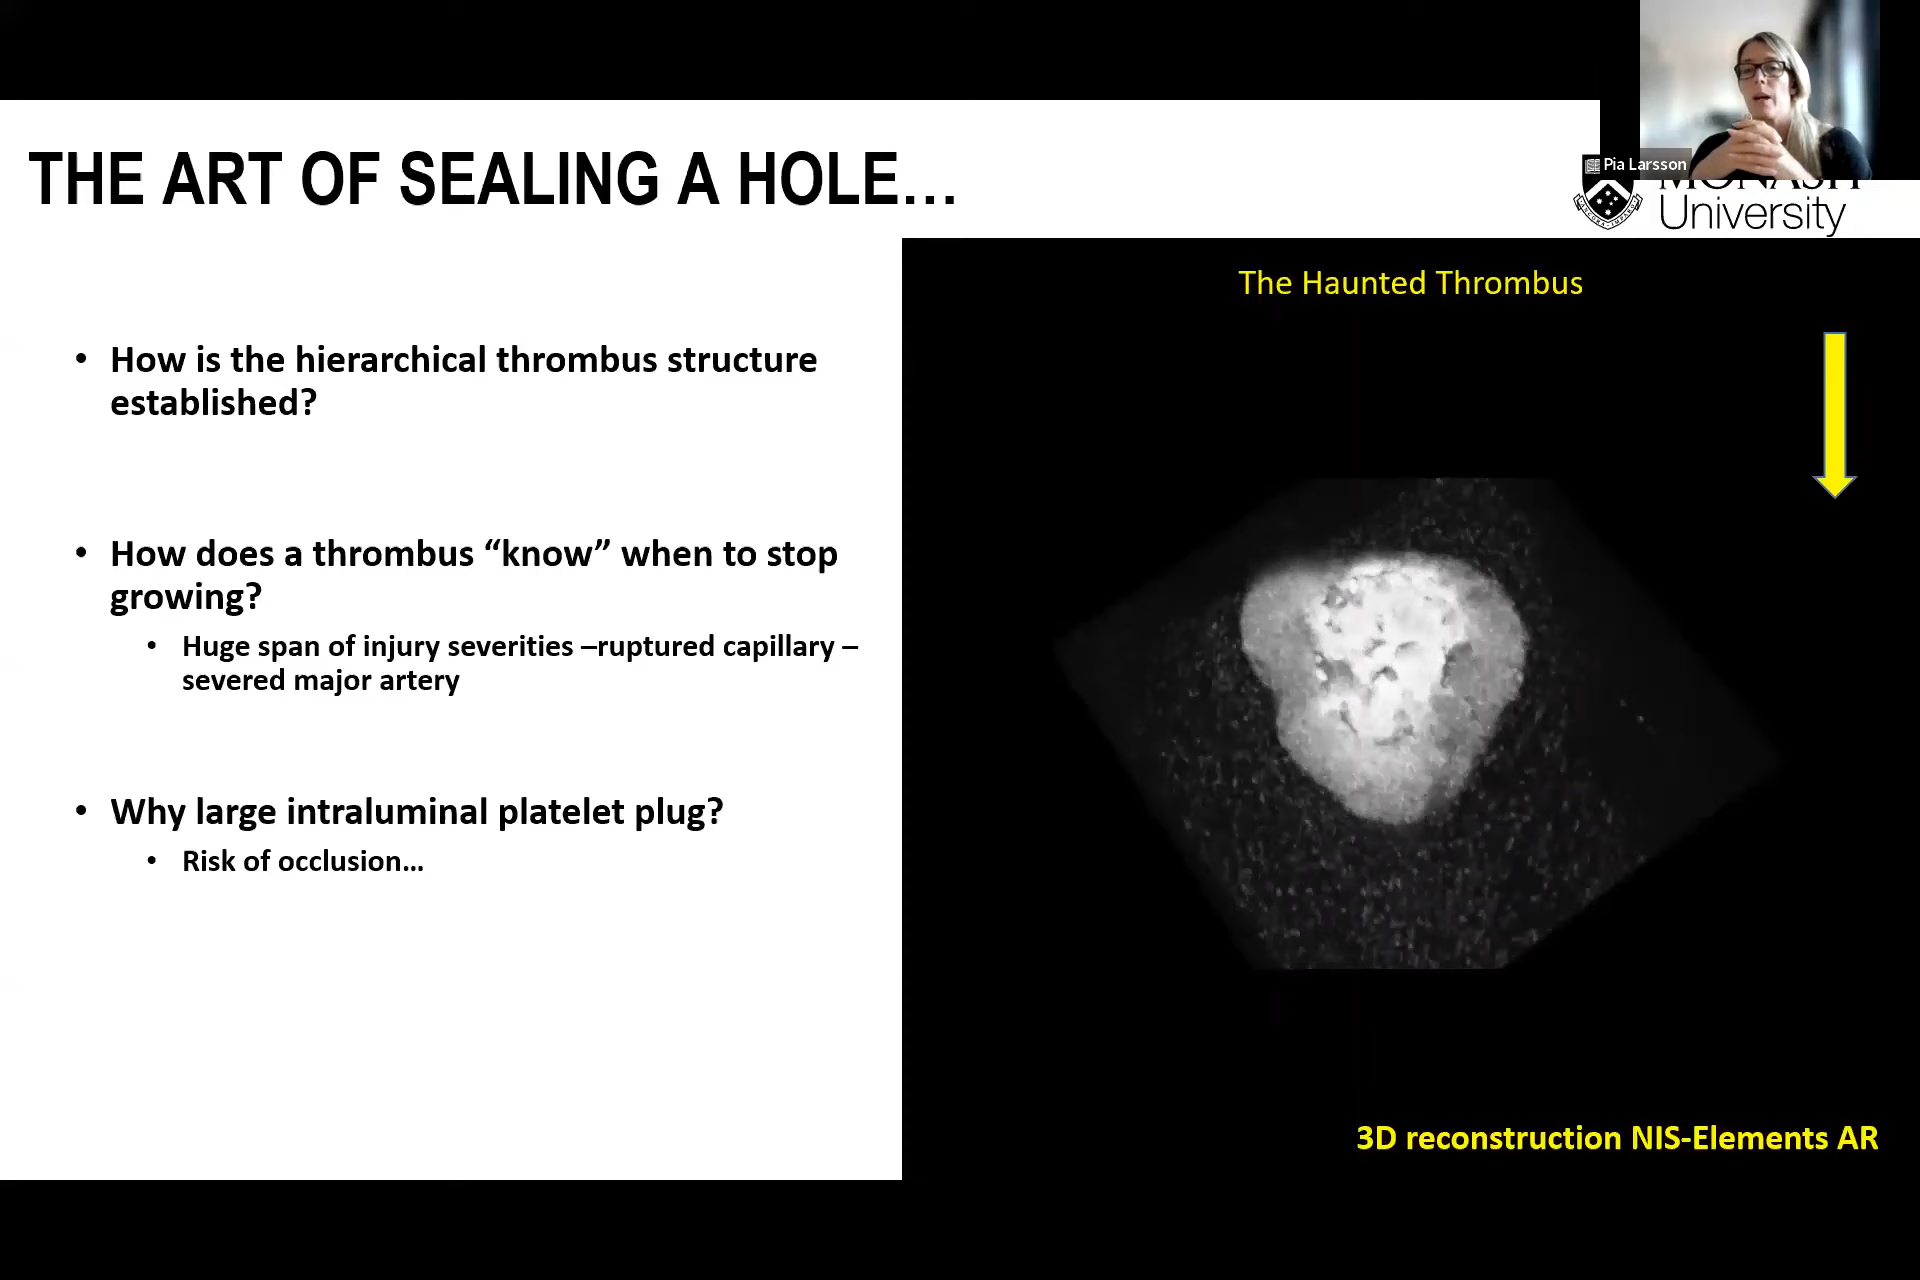 Pia Larsson
THE ART OF SEALING A HOLE…
University
The Haunted Thrombus
• How is the hierarchical thrombus structure
established?
• How does a thrombus “know” when to stop
growing?
• Huge span of injury severities –ruptured capillary –
severed major artery
• Why large intraluminal platelet plug?
• Risk of occlusion…
3D reconstruction NIS-Elements AR